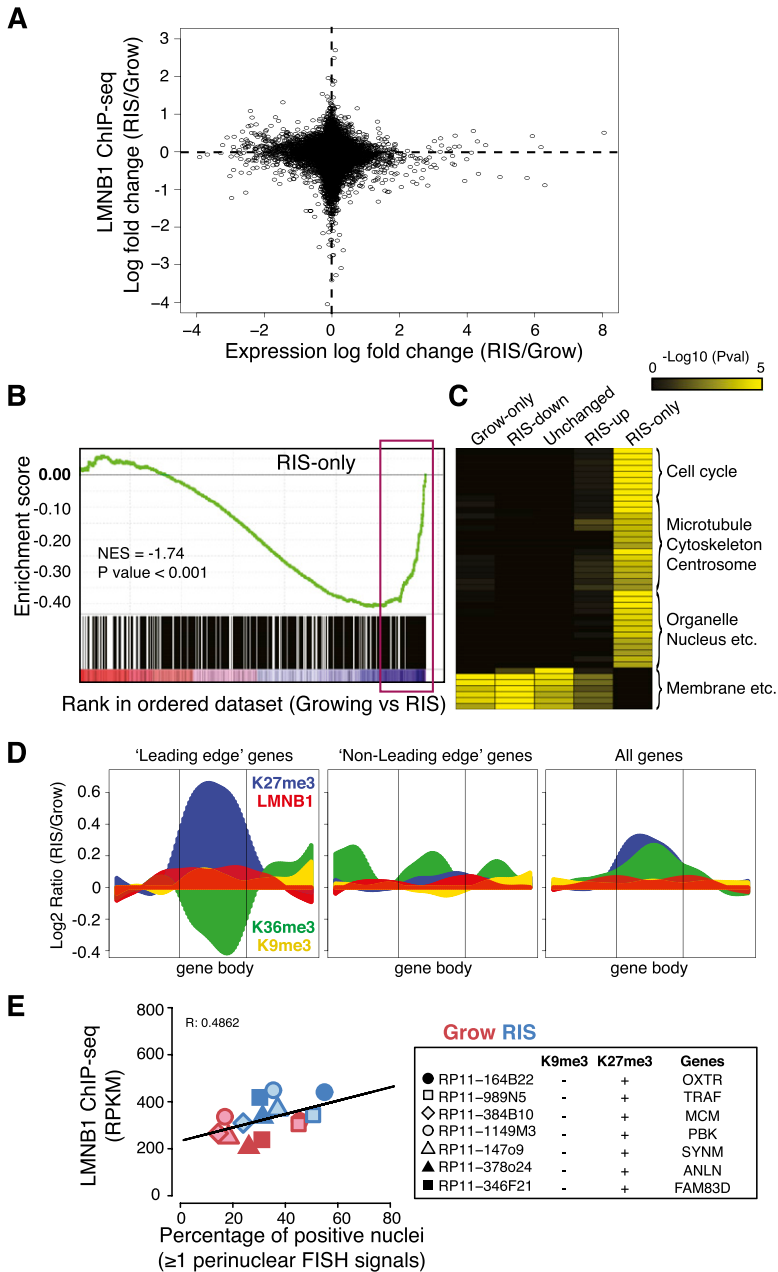 A
LMNB1 ChIP-seq
Log fold change (RIS/Grow)
3
2
1
0
−1
−2
−3
−4
−4 −2 0 2 4 6 8
Expression log fold change (RIS/Grow)
B
RIS-only
Enrichment score
0.00
-0.10
-0.20
-0.30
-0.40
NES = -1.74
P value < 0.001
Rank in ordered dataset (Growing vs RIS)
C
-Log10 (Pval)
0 5
Grow-only
RIS-down
Unchanged
RIS-up
RIS-only
Cell cycle
Microtubule
Cytoskeleton
Centrosome
Organelle
Nucleus etc.
Membrane etc.
D
'Leading edge' genes
'Non-Leading edge' genes
All genes
Log2 Ratio (RIS/Grow)
0.6
0.4
0.2
0
-0.2
-0.4
K27me3
LMNB1
K36me3
K9me3
gene body
gene body
gene body
E
LMNB1 ChIP-seq
(RPKM)
800
600
400
200
0
R: 0.4862
0 20 40 60 80
Percentage of positive nuclei
(≥1 perinuclear FISH signals)
Grow RIS
K9me3 K27me3 Genes
RP11−164B22 - + OXTR
RP11−989N5 - + TRAF
RP11−384B10 - + MCM
RP11−1149M3 - + PBK
RP11−147o9 - + SYNM
RP11−378o24 - + ANLN
RP11−346F21 - + FAM83D